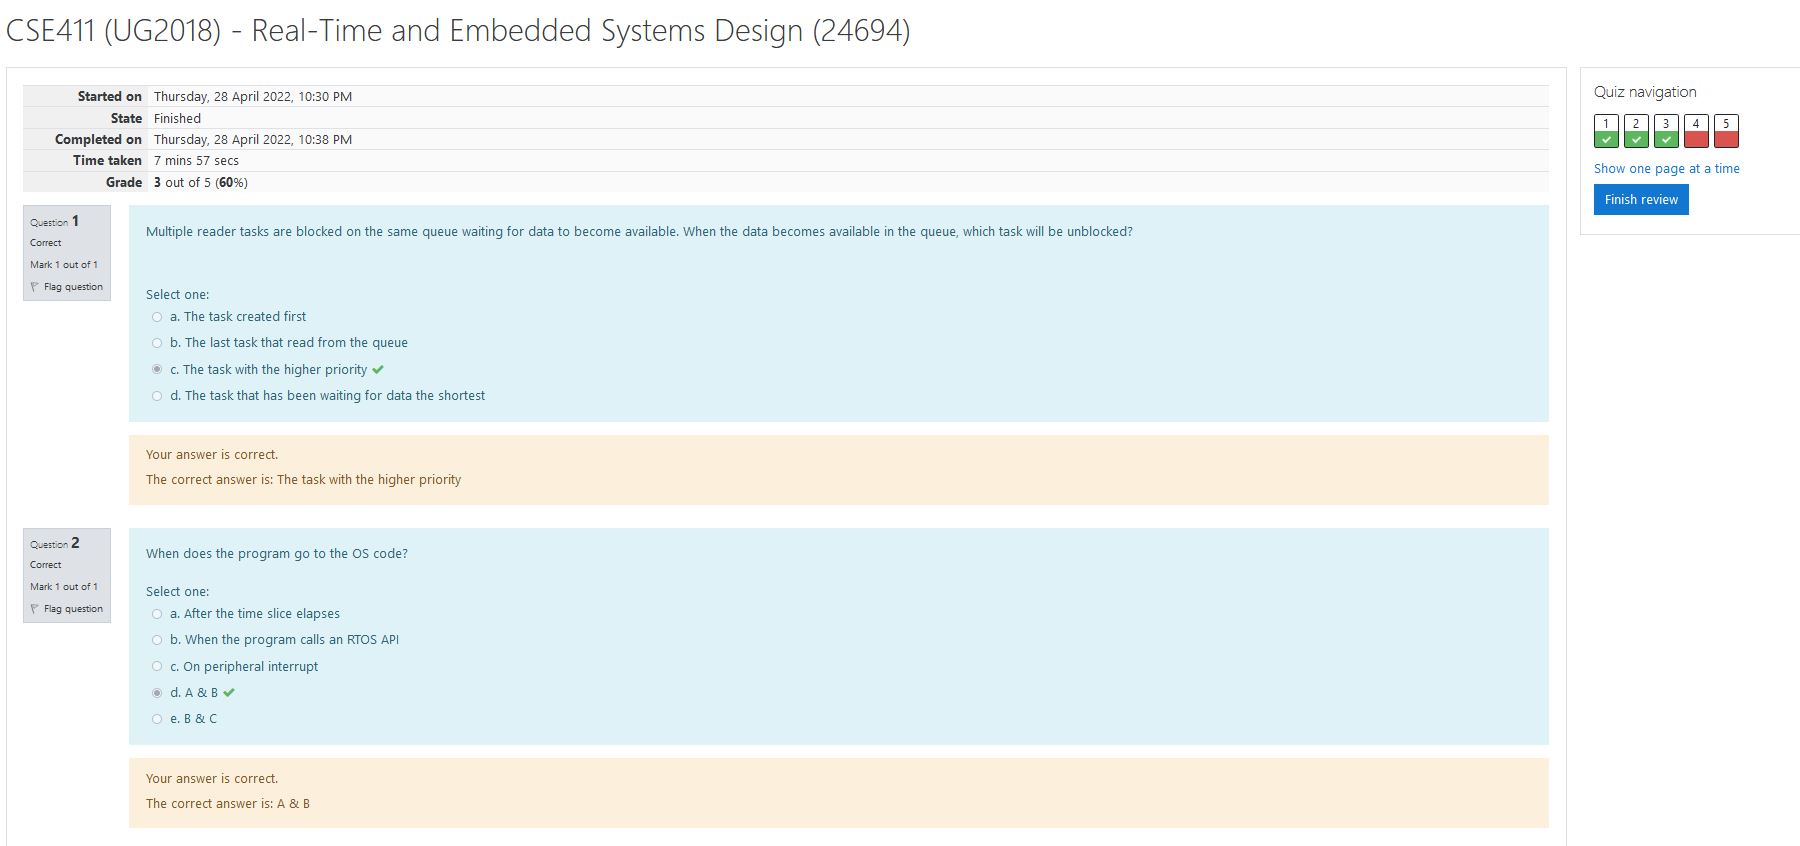 CSE411 (UG2018) - Real-Time and Embedded Systems Design (24694)
Started on Thursday, 28 April 2022, 10:30 PM
State Finished
Completed on Thursday, 28 April 2022, 10:38 PM
Time taken 7 mins 57 secs
Grade 3 out of 5 (60%)
Quiz navigation
1 2 3 4 5
Show one page at a time
Finish review
Question 1
Correct
Mark 1 out of 1
Flag question
Multiple reader tasks are blocked on the same queue waiting for data to become available. When the data becomes available in the queue, which task will be unblocked?
Select one:
a. The task created first
b. The last task that read from the queue
c. The task with the higher priority
d. The task that has been waiting for data the shortest
Your answer is correct.
The correct answer is: The task with the higher priority
Question 2
Correct
Mark 1 out of 1
Flag question
When does the program go to the OS code?
Select one:
a. After the time slice elapses
b. When the program calls an RTOS API
c. On peripheral interrupt
d. A & B
e. B & C
Your answer is correct.
The correct answer is: A & B